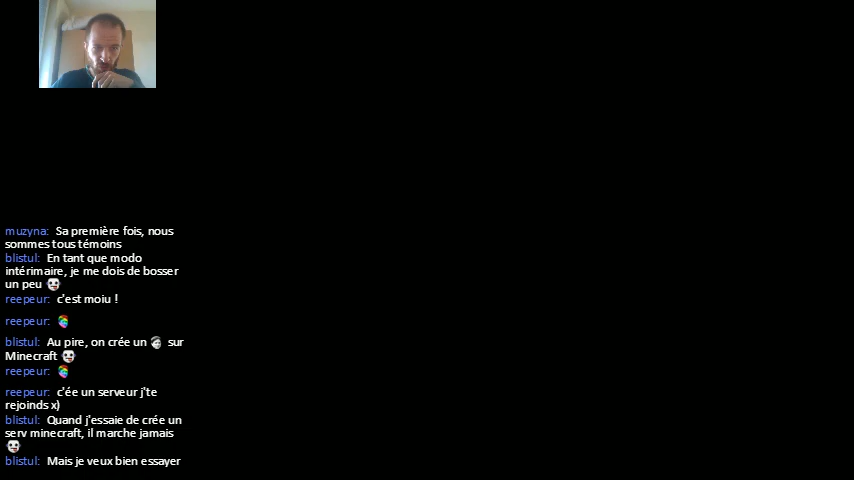 muzyna: Sa première fois, nous
sommes tous témoins
blistul: En tant que modo
intérimaire, je me dois de bosser
un peu
reepeur: c'est moiu !
reepeur:
blistul: Au pire, on crée un sur
Minecraft
reepeur:
reepeur: c'ée un serveur j'te
rejoinds x)
blistul: Quand j'essaie de crée un
serv minecraft, il marche jamais
blistul: Mais je veux bien essayer